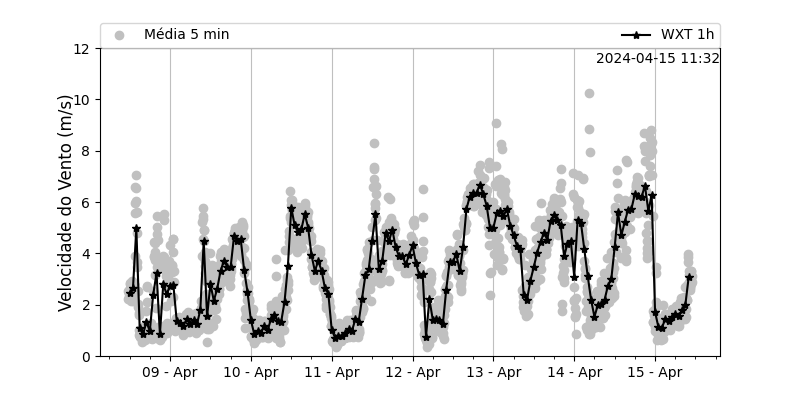 Média 5 min
WXT 1h
2024-04-15 11:32
Velocidade do Vento (m/s)
12
10
8
6
4
2
0
09 - Apr
10 - Apr
11 - Apr
12 - Apr
13 - Apr
14 - Apr
15 - Apr